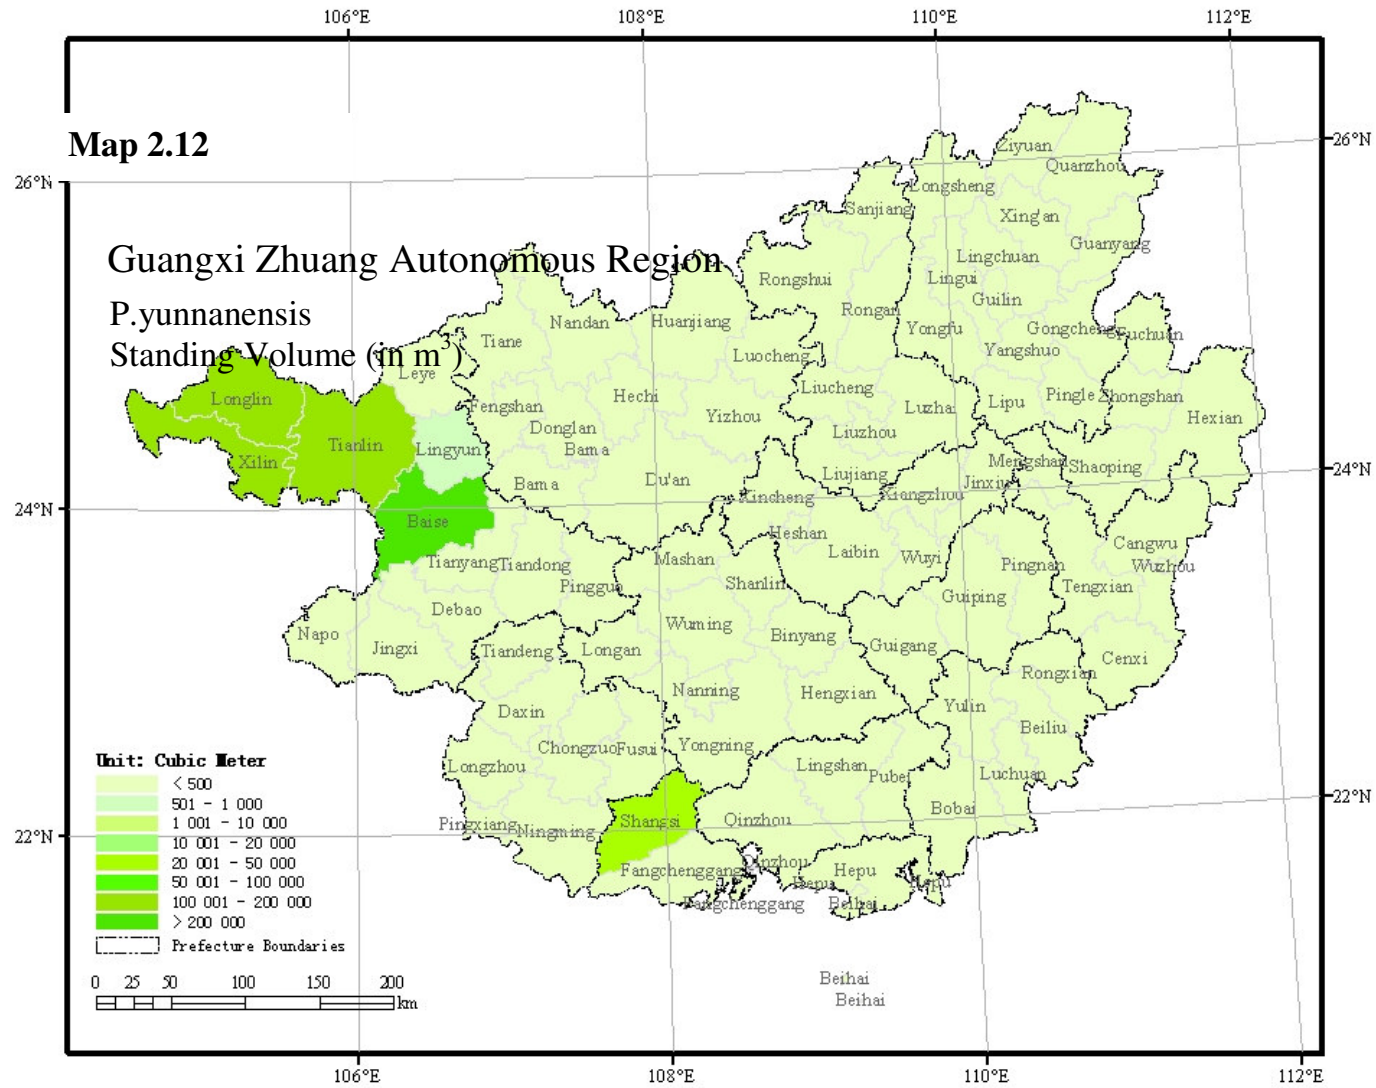 106°E 108°E 110°E 112°E
Map 2.12
26°N
26°N
Guangxi Zhuang Autonomous Region
P.yunnanensis
Standing Volume (in m³)
Ziyuan
Quanzhou
Longsheng
Sanjiang
Xing'an
Guanyang
Lingchuan
Rongshui
Lingui
Guilin
Rongan
Nandan
Huanjiang
Yongfu
Gongcheng
Fuchuan
Tiane
Yangshuo
Luocheng
Leye
Liucheng
Longlin
Hechi
Fengshan
Luzhai
Lipu
Pingle
Zhongshan
Yizhou
Hexian
Donglan
Liuzhou
Tianlin
Lingyun
Bama
Xilin
Mengshan
Shaoping
Liujiang
Du'an
Bama
Jinxiu
24°N
Xincheng
Xiangzhou
24°N
Baise
Heshan
Cangwu
Laibin
Wuyi
Mashan
Tianyang
Tiandong
Pingnan
Wuzhou
Shanlin
Pingguo
Tengxian
Guiping
Debao
Wuming
Binyang
Napo
Jingxi
Tiandeng
Longan
Guigang
Cenxi
Rongxian
Nanning
Hengxian
Yulin
Daxin
Beiliu
Chongzuo
Fusui
Yongning
Longzhou
Lingshan
Pubei
Luchuan
Bobai
22°N
Shangsi
Qinzhou
Pingxiang
Ningming
22°N
Qinzhou
Fangchenggang
Hepu
Hepu
Hepu
Fangchenggang
Beihai
Beihai
Beihai
Unit: Cubic Meter
< 500
501 - 1 000
1 001 - 10 000
10 001 - 20 000
20 001 - 50 000
50 001 - 100 000
100 001 - 200 000
> 200 000
Prefecture Boundaries
0 25 50 100 150 200
km
106°E 108°E 110°E 112°E